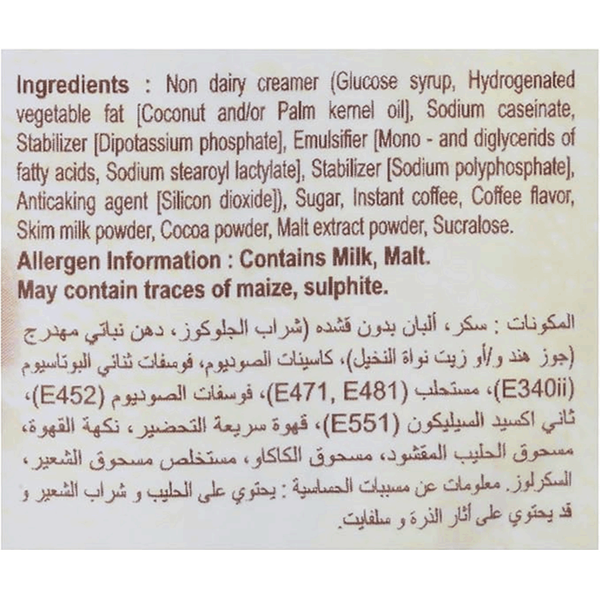 Ingredients : Non dairy creamer (Glucose syrup, Hydrogenated
vegetable fat [Coconut and/or Palm kernel oil], Sodium caseinate,
Stabilizer [Dipotassium phosphate], Emulsifier [Mono - and diglycerids of
fatty acids, Sodium stearoyl lactylate], Stabilizer [Sodium polyphosphate],
Anticaking agent [Silicon dioxide]), Sugar, Instant coffee, Coffee flavor,
Skim milk powder, Cocoa powder, Malt extract powder, Sucralose.
Allergen Information : Contains Milk, Malt.
May contain traces of maize, sulphite.
المكونات : سكر، ألبان بدون قشده (شراب الجلوكوز، دهن نباتي مهدرج
(جوز هند و/أو زيت نواة النخيل)، كاسينات الصوديوم، فوسفات ثنائي البوتاسيوم
(E340ii)، مستحلب (E471, E481)، فوسفات الصوديوم (E452)،
ثاني اكسيد السيليكون (E551)، قهوة سريعة التحضير، نكهة القهوة،
مسحوق الحليب المقشود، مسحوق الكاكاو، مستخلص مسحوق الشعير،
السكرلوز. معلومات عن مسببات الحساسية : يحتوي على الحليب و شراب الشعير و
قد يحتوي على أثار الذرة و سلفايت.